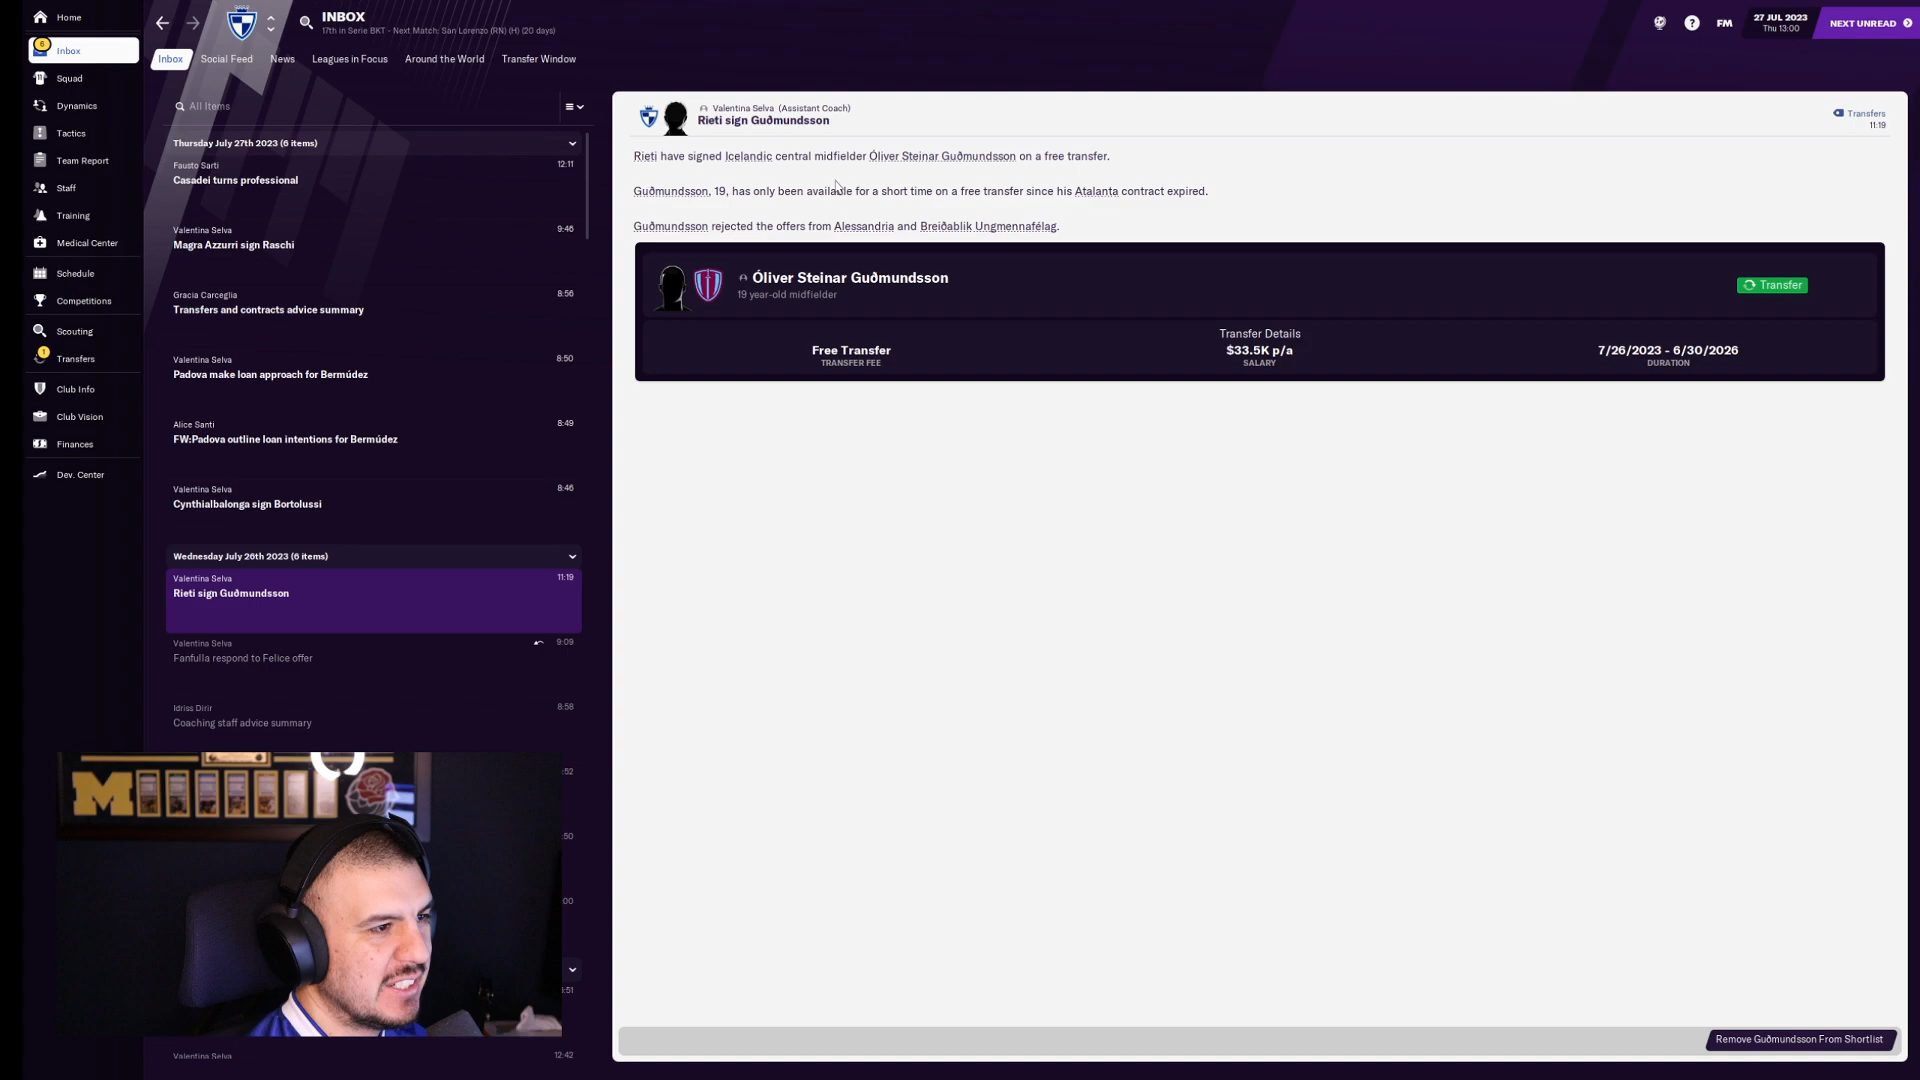 Home
6
Inbox
Squad
Dynamics
Tactics
Team Report
Staff
Training
Medical Center
Schedule
Competitions
Scouting
1
Transfers
Club Info
Club Vision
Finances
Dev. Center
INBOX
17th in Serie BKT - Next Match: San Lorenzo (RN) (H) (20 days)
FM
27 JUL 2023
Thu 13:00
NEXT UNREAD
Inbox
Social Feed
News
Leagues in Focus
Around the World
Transfer Window
All Items
Thursday July 27th 2023 (6 items)
Fausto Sarti 12:11
Casadei turns professional
Valentina Selva 9:46
Magra Azzurri sign Raschi
Gracia Carceglia 8:56
Transfers and contracts advice summary
Valentina Selva 8:50
Padova make loan approach for Bermúdez
Alice Santi 8:49
FW:Padova outline loan intentions for Bermúdez
Valentina Selva 8:46
Cynthialbalonga sign Bortolussi
Wednesday July 26th 2023 (6 items)
Valentina Selva 11:19
Rieti sign Guðmundsson
Valentina Selva 9:09
Fanfulla respond to Felice offer
Idriss Dirir 8:58
Coaching staff advice summary
:52
:50
:00
:51
Valentina Selva 12:42
M
Valentina Selva (Assistant Coach)
Rieti sign Guðmundsson
Transfers
11:19
Rieti have signed Icelandic central midfielder Óliver Steinar Guðmundsson on a free transfer.
Guðmundsson, 19, has only been available for a short time on a free transfer since his Atalanta contract expired.
Guðmundsson rejected the offers from Alessandria and Breiðablik Ungmennafélag.
Óliver Steinar Guðmundsson
19 year-old midfielder
Transfer
Transfer Details
Free Transfer
TRANSFER FEE
$33.5K p/a
SALARY
7/26/2023 - 6/30/2026
DURATION
Remove Guðmundsson From Shortlist